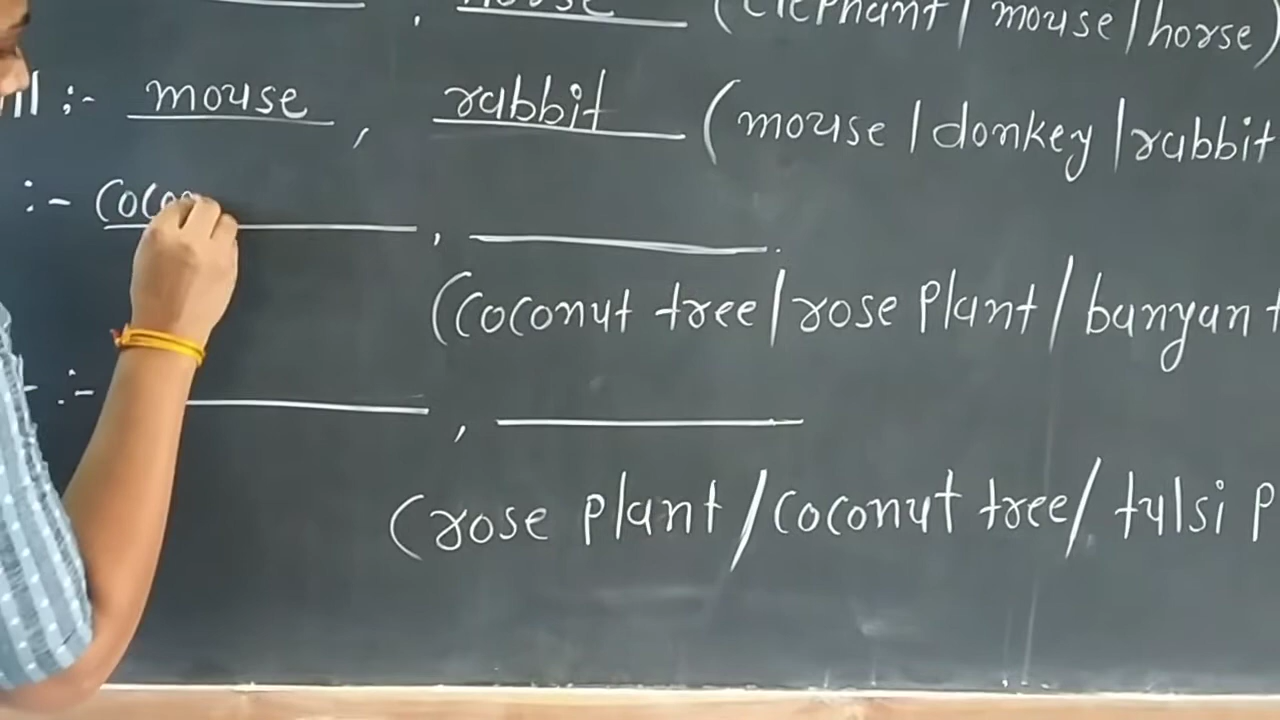 (elephant / mouse / horse)
:- mouse , rabbit (mouse / donkey / rabbit
:- Coco , .
(coconut tree / rose plant / banyan t
:- ,
(rose plant / coconut tree / tulsi p